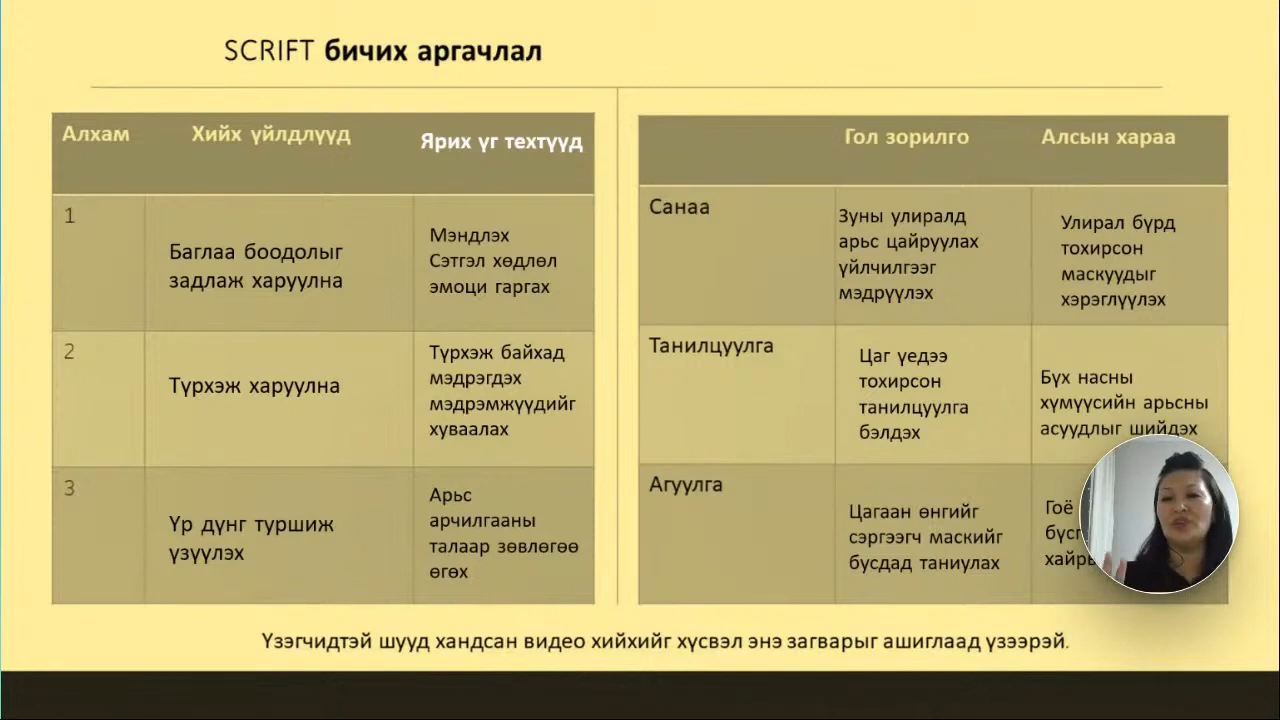 SCRIFT бичих аргачлал
Алхам
Хийх үйлдлүүд
Ярих үг техтүүд
1
Баглаа боодолыг
задлаж харуулна
Мэндлэх
Сэтгэл хөдлөл
эмоци гаргах
2
Түрхэж харуулна
Түрхэж байхад
мэдрэгдэх
мэдрэмжүүдийг
хуваалах
3
Үр дүнг туршиж
үзүүлэх
Арьс
арчилгааны
талаар зөвлөгөө
өгөх
Гол зорилго
Алсын хараа
Санаа
Зуны улиралд
арьс цайруулах
үйлчилгээг
мэдрүүлэх
Улирал бүрд
тохирсон
маскуудыг
хэрэглүүлэх
Танилцуулга
Цаг үедээ
тохирсон
танилцуулга
бэлдэх
Бүх насны
хүмүүсийн арьсны
асуудлыг шийдэх
Агуулга
Цагаан өнгийг
сэргээгч маскийг
бусдад таниулах
Гоё
Үзэгчидтэй шууд хандсан видео хийхийг хүсвэл энэ загварыг ашиглаад үзээрэй.